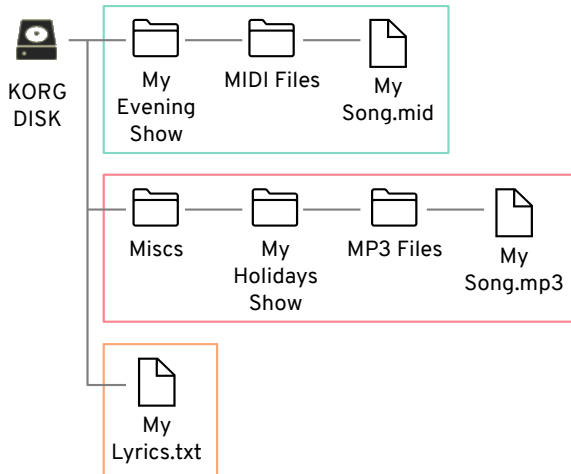 KORG
DISK
My
Evening
Show
MIDI Files
My
Song.mid
Miscs
My
Holidays
Show
MP3 Files
My
Song.mp3
My
Lyrics.txt